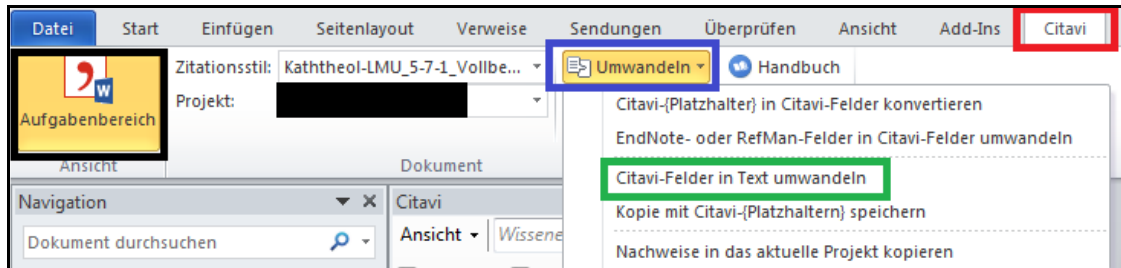 Datei Start Einfügen Seitenlayout Verweise Sendungen Überprüfen Ansicht Add-Ins Citavi
Aufgabenbereich
Ansicht
Zitationsstil: Kaththeol-LMU_5-7-1_Vollbe...
Projekt:
Dokument
Umwandeln
Handbuch
Citavi-{Platzhalter} in Citavi-Felder konvertieren
EndNote- oder RefMan-Felder in Citavi-Felder umwandeln
Citavi-Felder in Text umwandeln
Kopie mit Citavi-{Platzhaltern} speichern
Nachweise in das aktuelle Projekt kopieren
Navigation
Dokument durchsuchen
Citavi
Ansicht